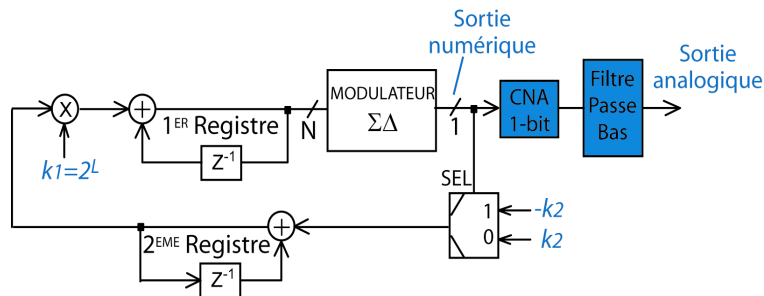 Sortie
numérique
Sortie
analogique
MODULATEUR
ΣΔ
CNA
1-bit
Filtre
Passe
Bas
X
+
1ER Registre
N
1
Z-1
k1=2L
SEL
1
0
-k2
k2
+
2EME Registre
Z-1